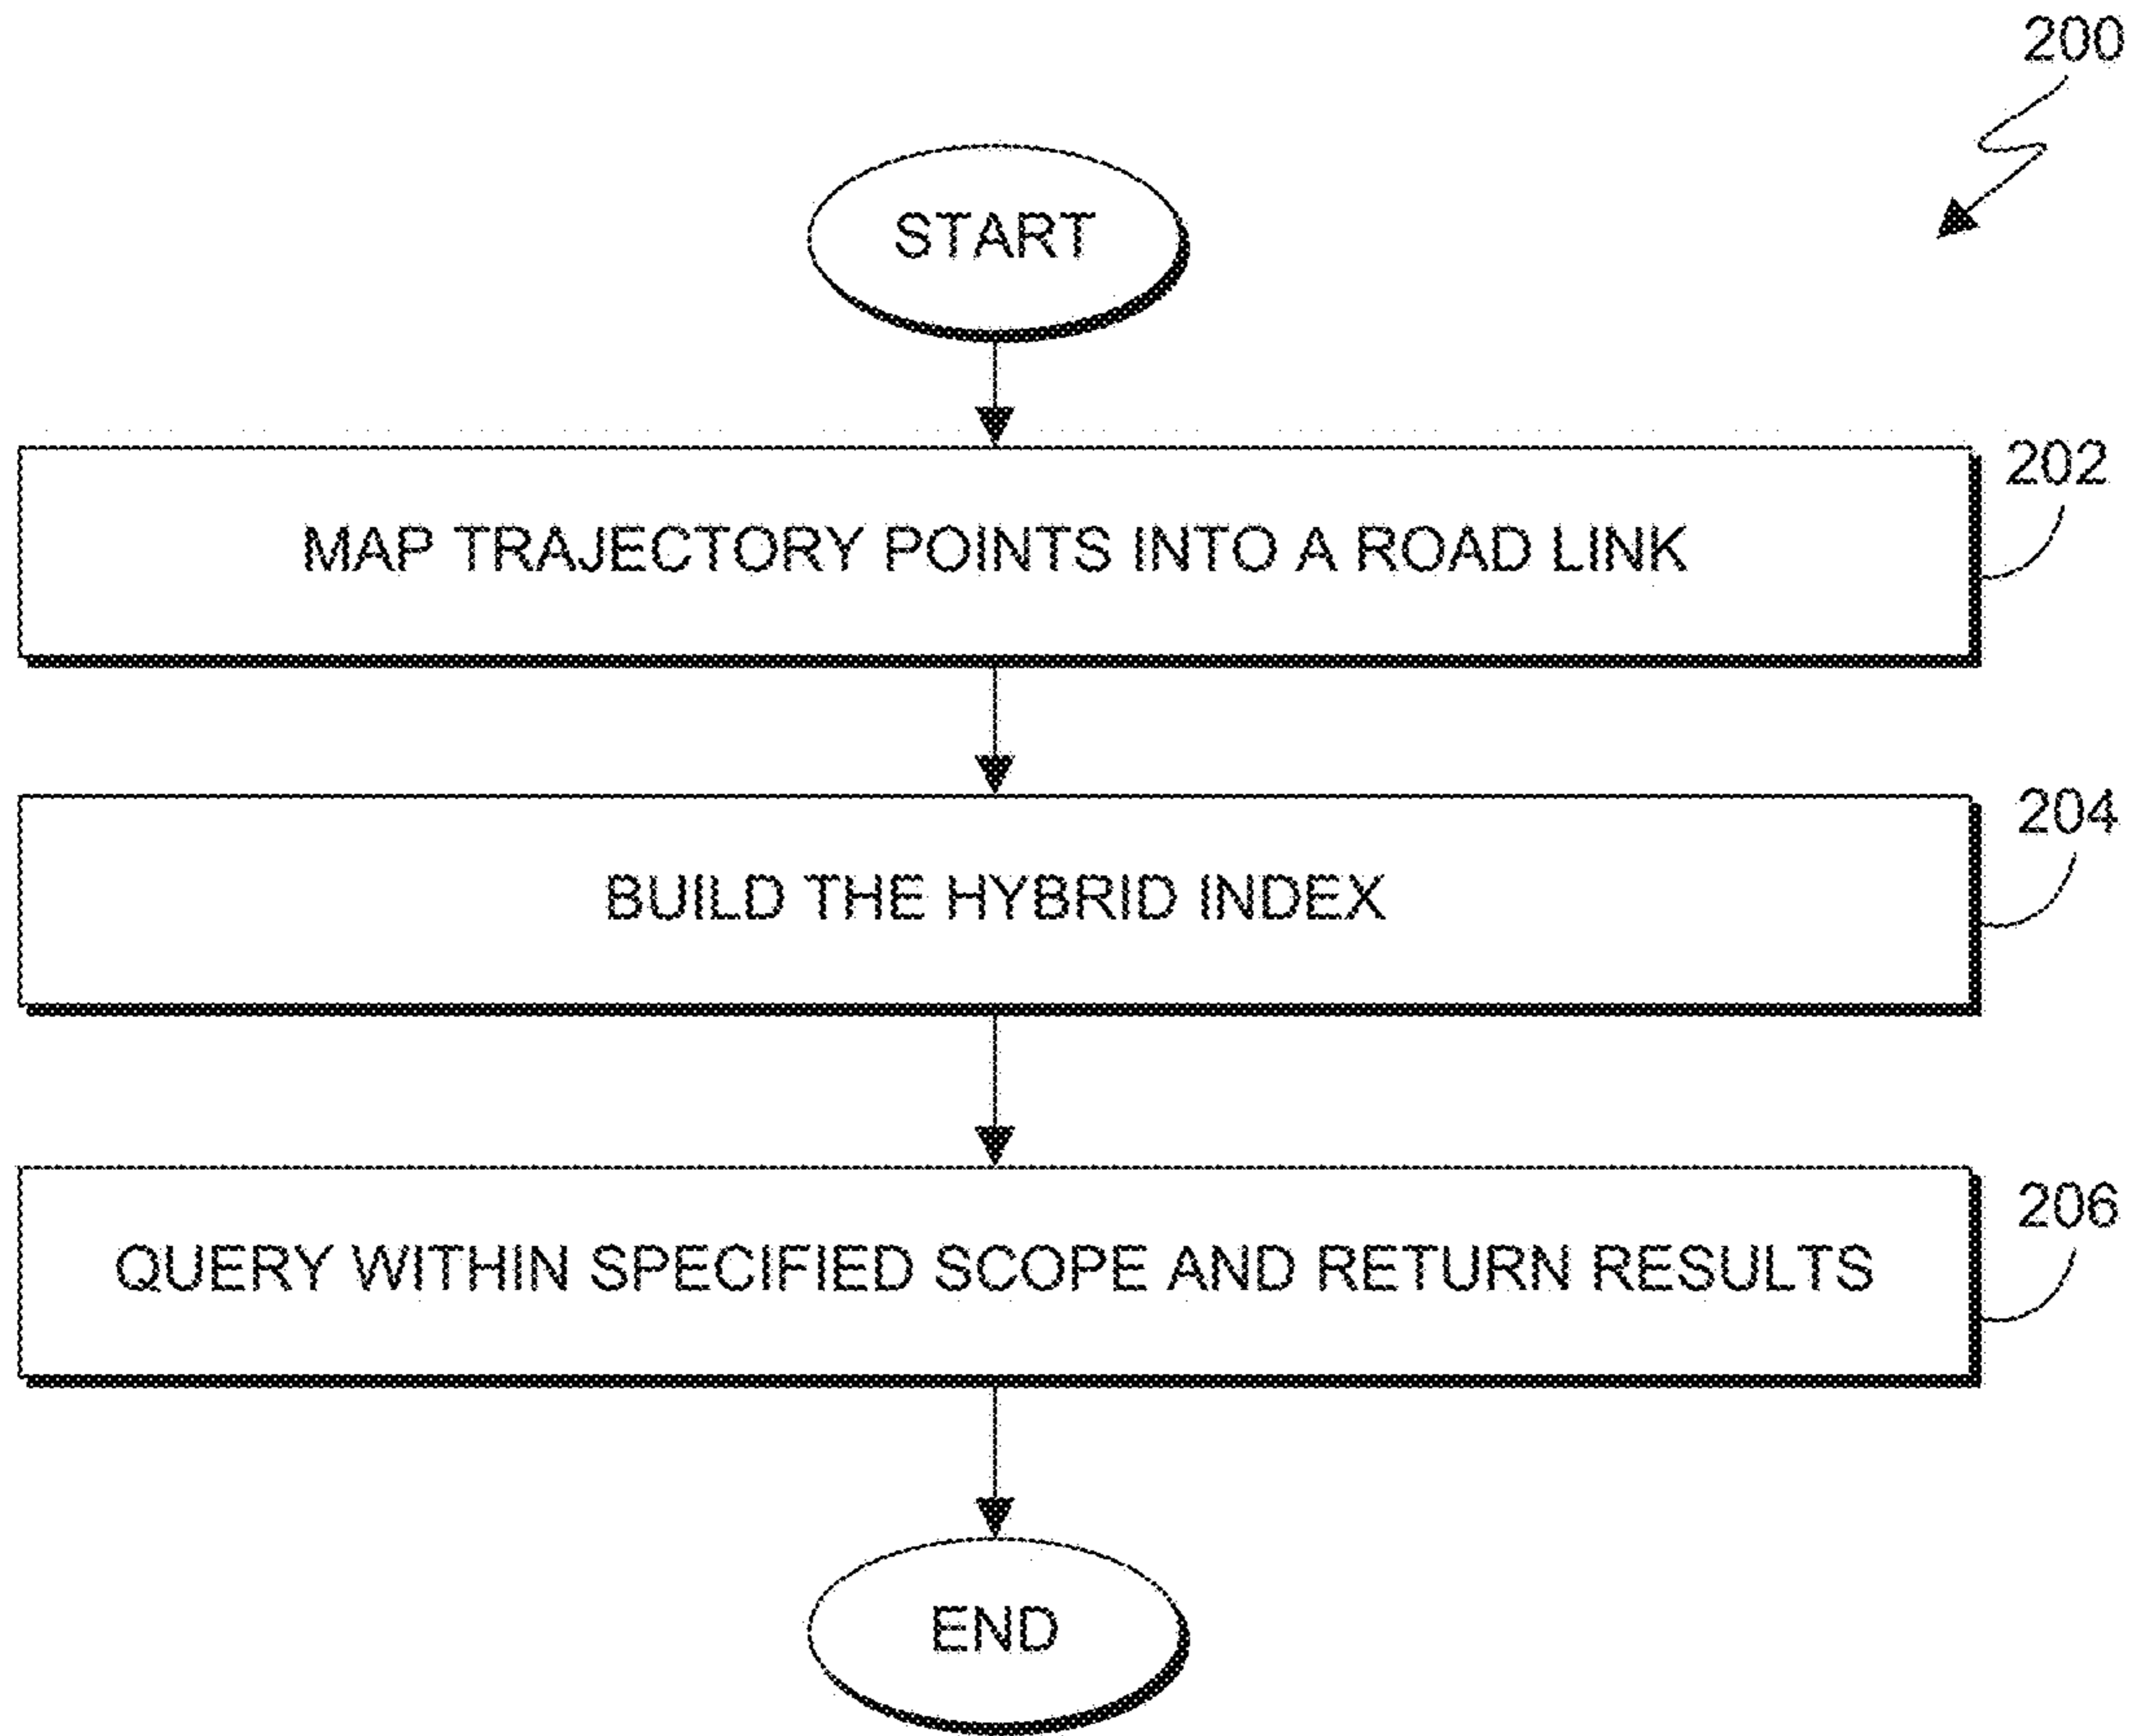 200
START
202
MAP TRAJECTORY POINTS INTO A ROAD LINK
204
BUILD THE HYBRID INDEX
206
QUERY WITHIN SPECIFIED SCOPE AND RETURN RESULTS
END